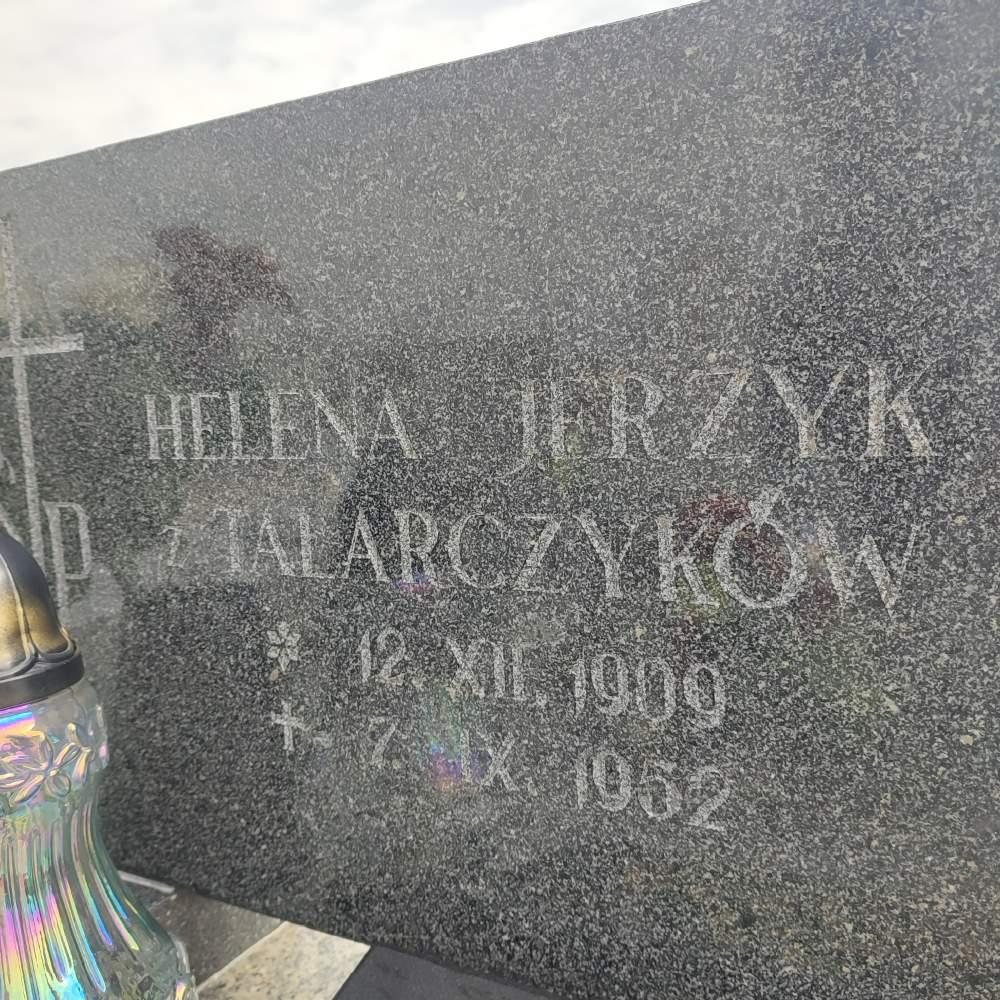 HELENA JERZYK
z TALARCZYKÓW
* 12. XII. 1909
+ 7. IX. 1952